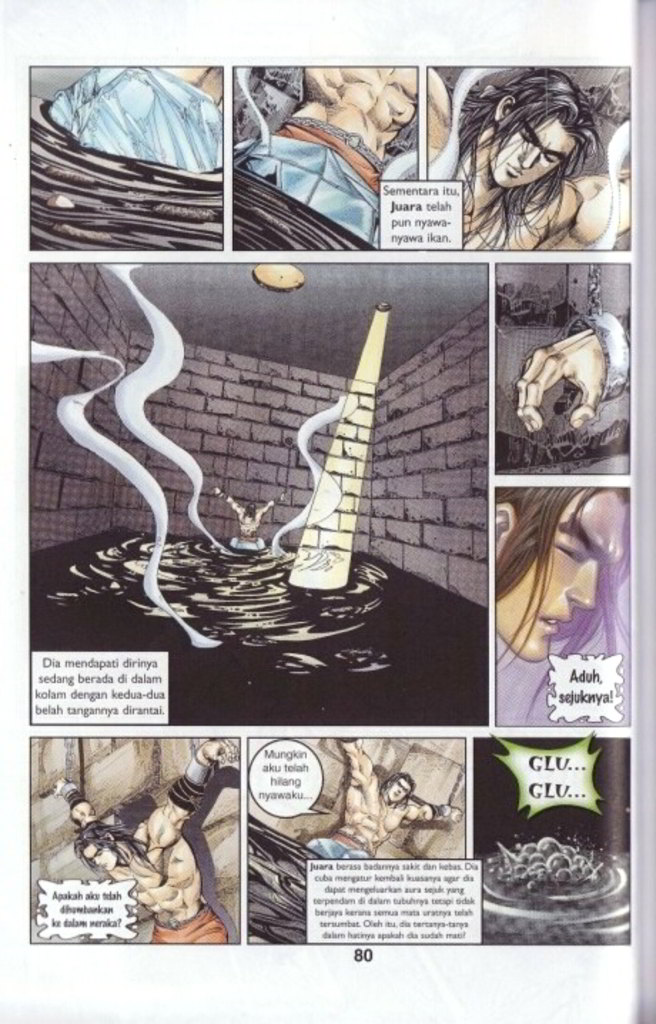 Sementara itu,
Juara telah
pun nyawa-
nyawa ikan.
Dia mendapati dirinya
sedang berada di dalam
kolam dengan kedua-dua
belah tangannya dirantai.
Aduh,
sejuknya!
Apakah aku telah
dihumbankan
ke dalam neraka?
Mungkin
aku telah
hilang
nyawaku...
Juara berasa badannya sakit dan kebas. Dia
cuba mengatur kembali kuasanya agar dia
dapat mengeluarkan aura sejuk yang
terpendam di dalam tubuhnya tetapi tidak
berjaya kerana semua mata uratnya telah
tersumbat. Oleh itu, dia tertanya-tanya
dalam hatinya apakah dia sudah mati?
GLU...
GLU...
80